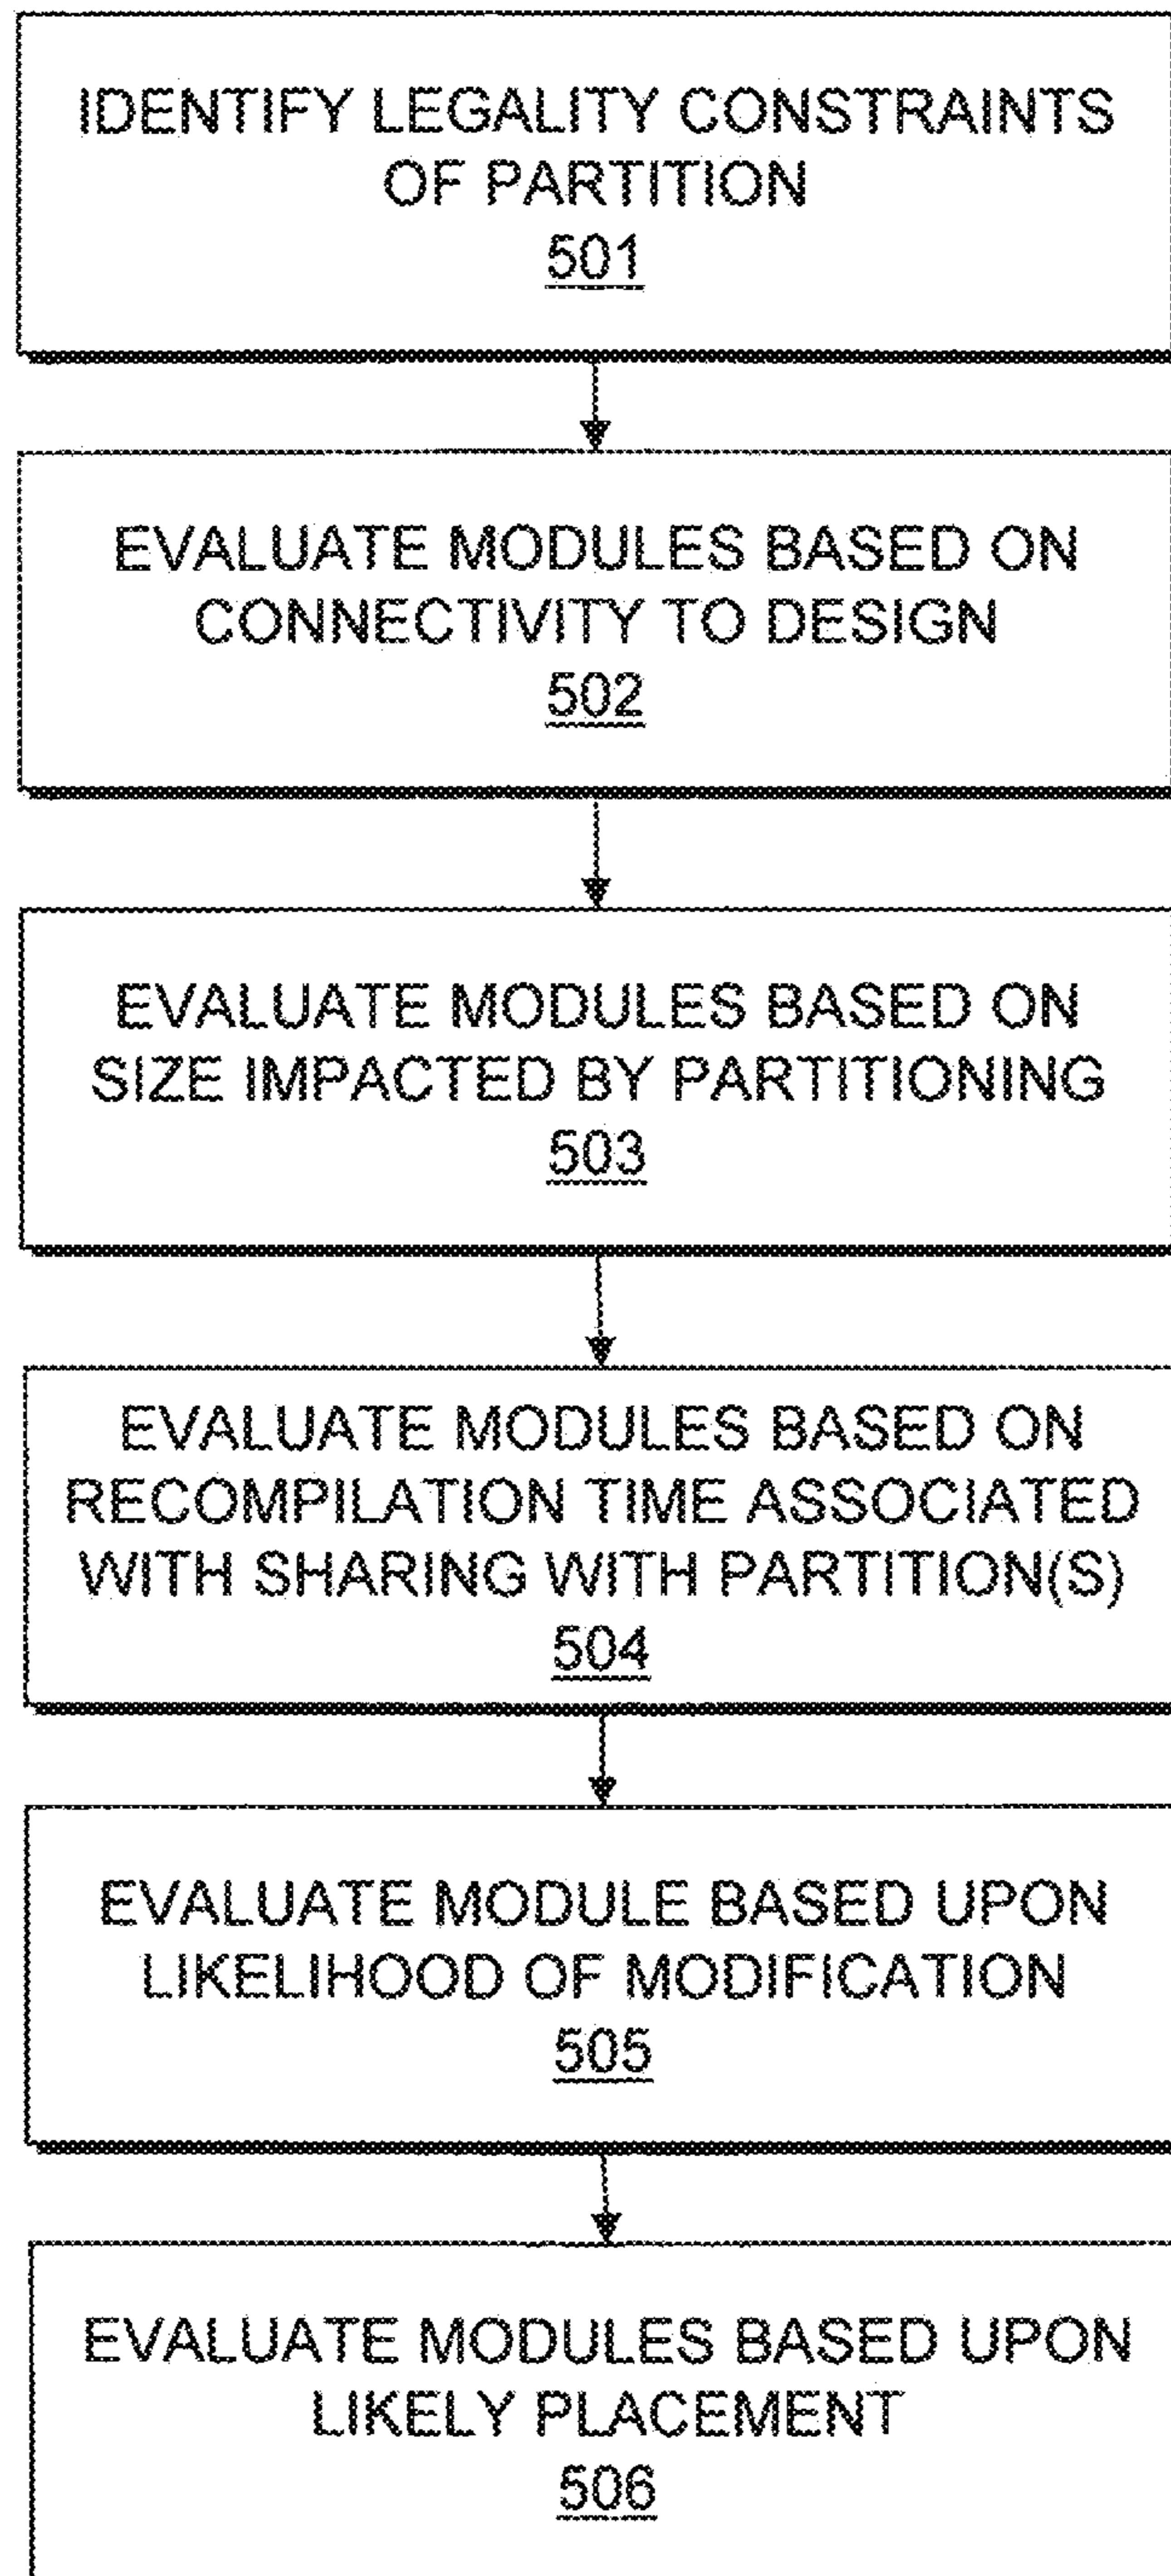 IDENTIFY LEGALITY CONSTRAINTS
OF PARTITION
501
EVALUATE MODULES BASED ON
CONNECTIVITY TO DESIGN
502
EVALUATE MODULES BASED ON
SIZE IMPACTED BY PARTITIONING
503
EVALUATE MODULES BASED ON
RECOMPILATION TIME ASSOCIATED
WITH SHARING WITH PARTITION(S)
504
EVALUATE MODULE BASED UPON
LIKELIHOOD OF MODIFICATION
505
EVALUATE MODULES BASED UPON
LIKELY PLACEMENT
506